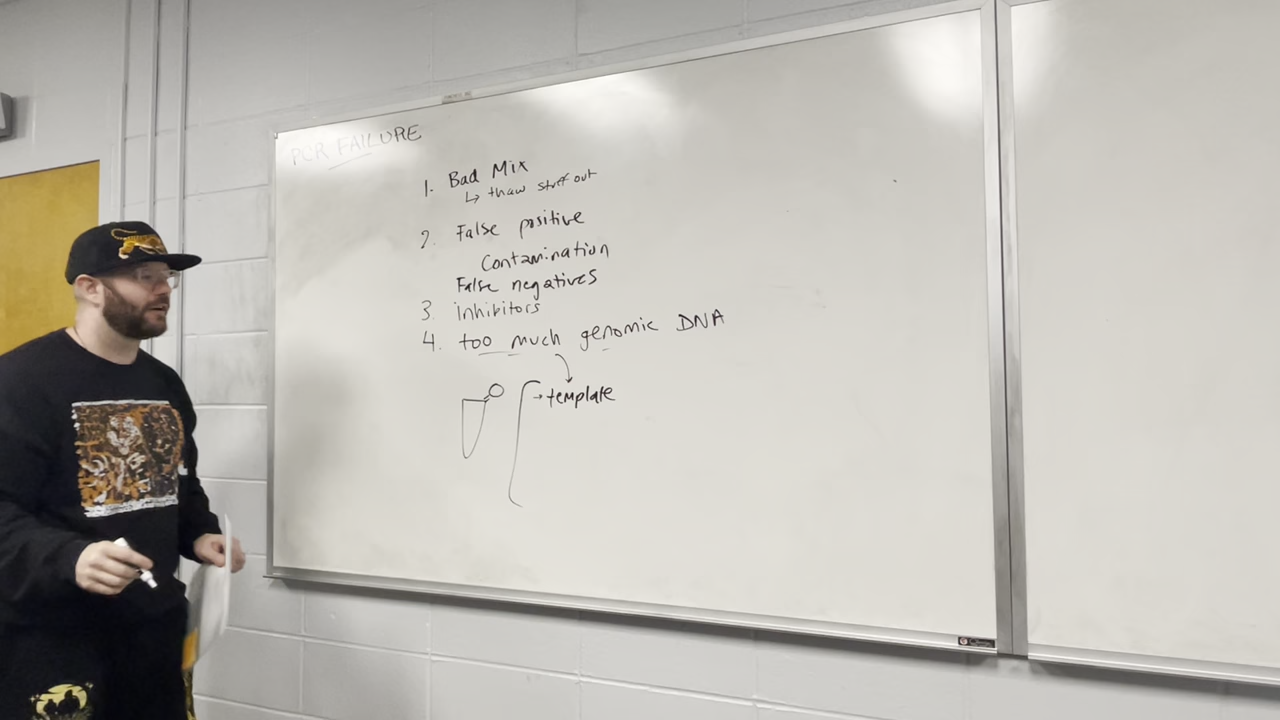 PCR FAILURE
1. Bad Mix
↳ thaw stuff out
2. False positive
Contamination
False negatives
3 inhibitors
4. too much genomic DNA
→ template